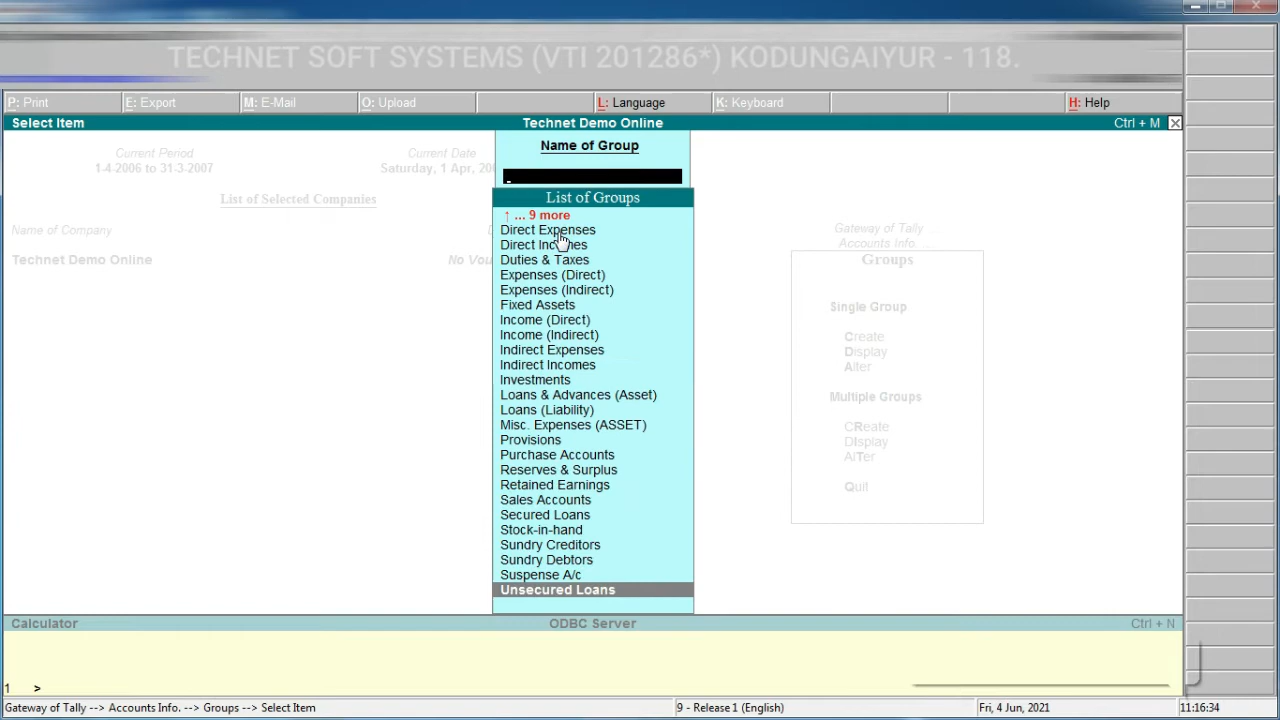 TECHNET SOFT SYSTEMS (VTI 201286*) KODUNGAIYUR - 118.
P: Print E: Export M: E-Mail O: Upload L: Language K: Keyboard H: Help
Select Item Technet Demo Online Ctrl + M
Current Period
1-4-2006 to 31-3-2007
Current Date
Saturday, 1 Apr, 200
List of Selected Companies
Name of Company
Technet Demo Online No Vou
Name of Group
List of Groups
↑ ... 9 more
Direct Expenses
Direct Incomes
Duties & Taxes
Expenses (Direct)
Expenses (Indirect)
Fixed Assets
Income (Direct)
Income (Indirect)
Indirect Expenses
Indirect Incomes
Investments
Loans & Advances (Asset)
Loans (Liability)
Misc. Expenses (ASSET)
Provisions
Purchase Accounts
Reserves & Surplus
Retained Earnings
Sales Accounts
Secured Loans
Stock-in-hand
Sundry Creditors
Sundry Debtors
Suspense A/c
Unsecured Loans
Gateway of Tally ...
Accounts Info. ...
Groups
Single Group
Create
Display
Alter
Multiple Groups
CReate
DIsplay
AlTer
Quit
Calculator ODBC Server Ctrl + N
1 >
Gateway of Tally --> Accounts Info. --> Groups --> Select Item 9 - Release 1 (English) Fri, 4 Jun, 2021 11:16:34